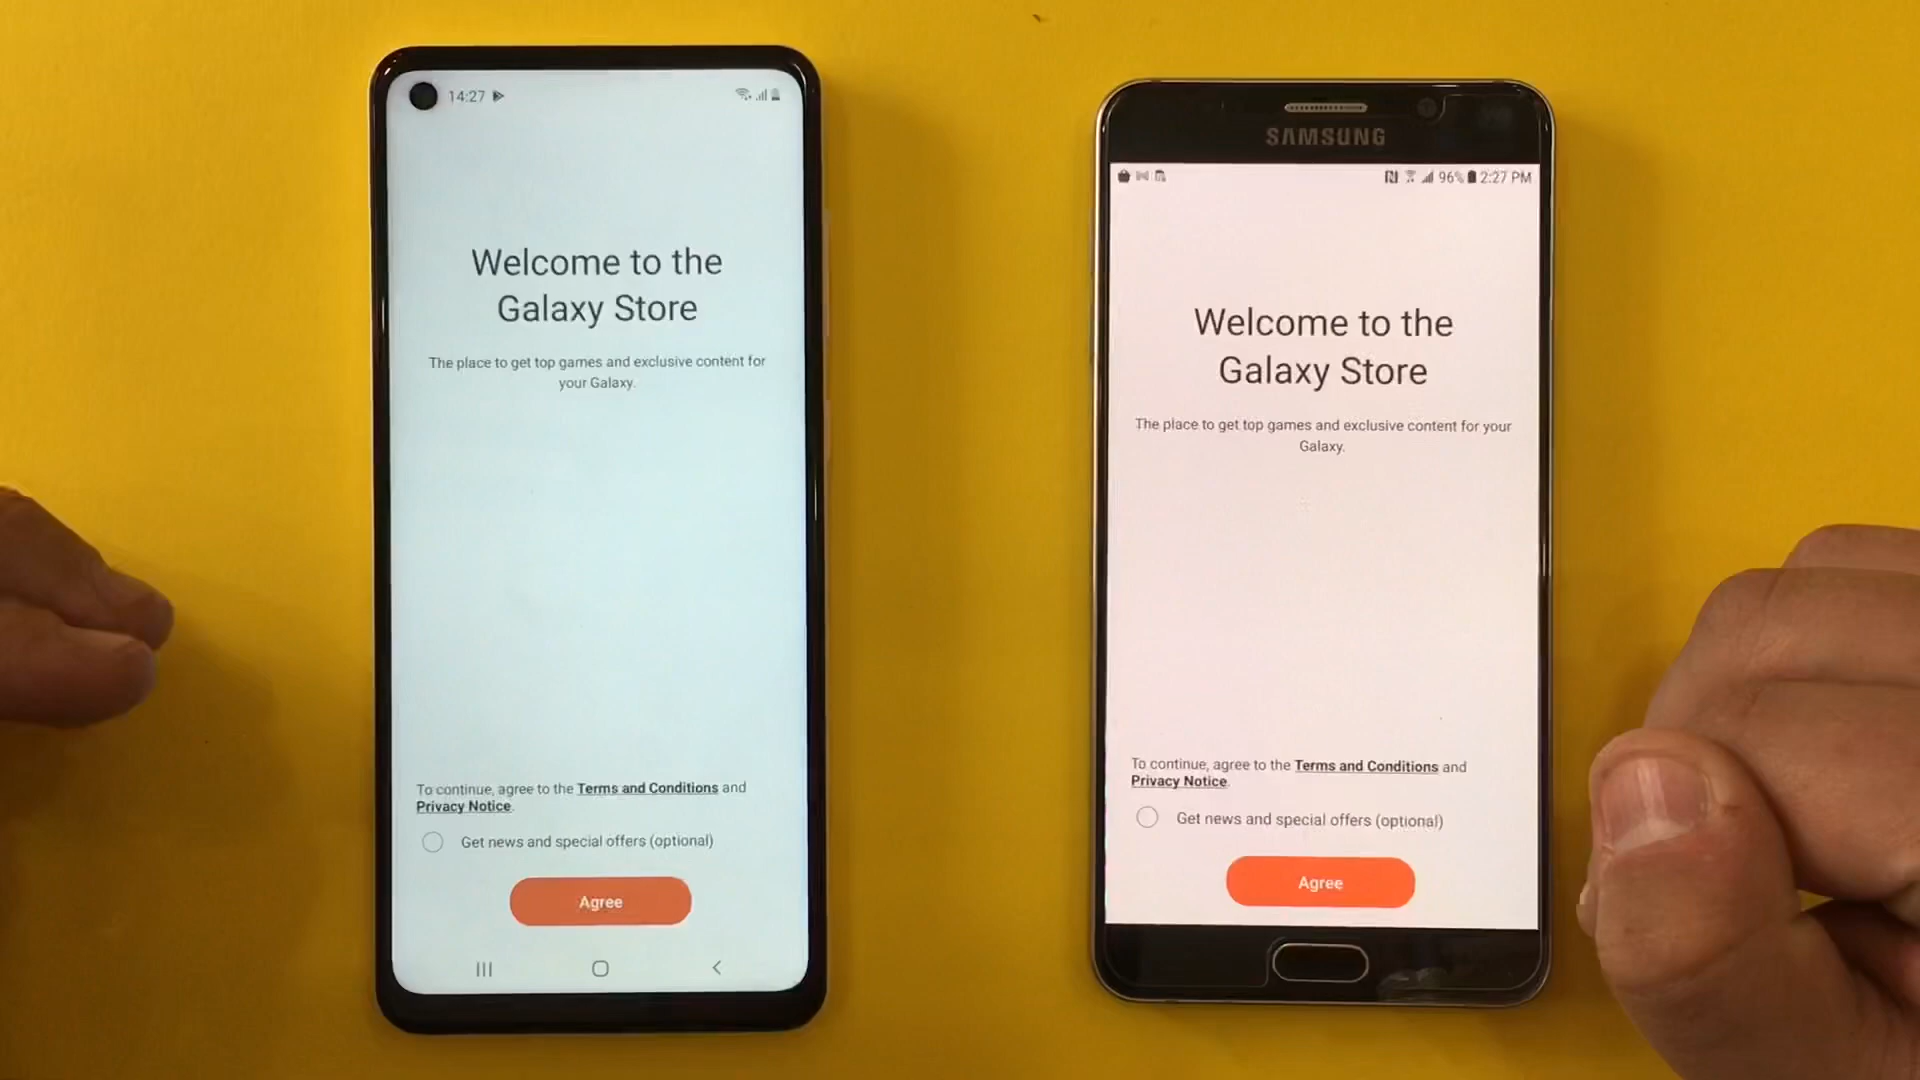 14:27
Welcome to the
Galaxy Store
The place to get top games and exclusive content for
your Galaxy.
To continue, agree to the Terms and Conditions and
Privacy Notice.
Get news and special offers (optional)
Agree
SAMSUNG
96% 2:27 PM
Welcome to the
Galaxy Store
The place to get top games and exclusive content for your
Galaxy.
To continue, agree to the Terms and Conditions and
Privacy Notice.
Get news and special offers (optional)
Agree